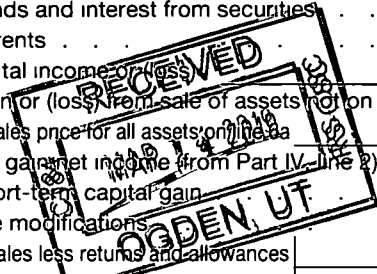 nds and interest from securities . .
rents . . . .
tal income or (loss)
n or (loss) from sale of assets not on
ales price for all assets on line 6a
gain net income (from Part IV, line 2)
ort-term capital gain
e modifications
ales less returns and allowances
RECEIVED
MAR 14
OGDEN, UT